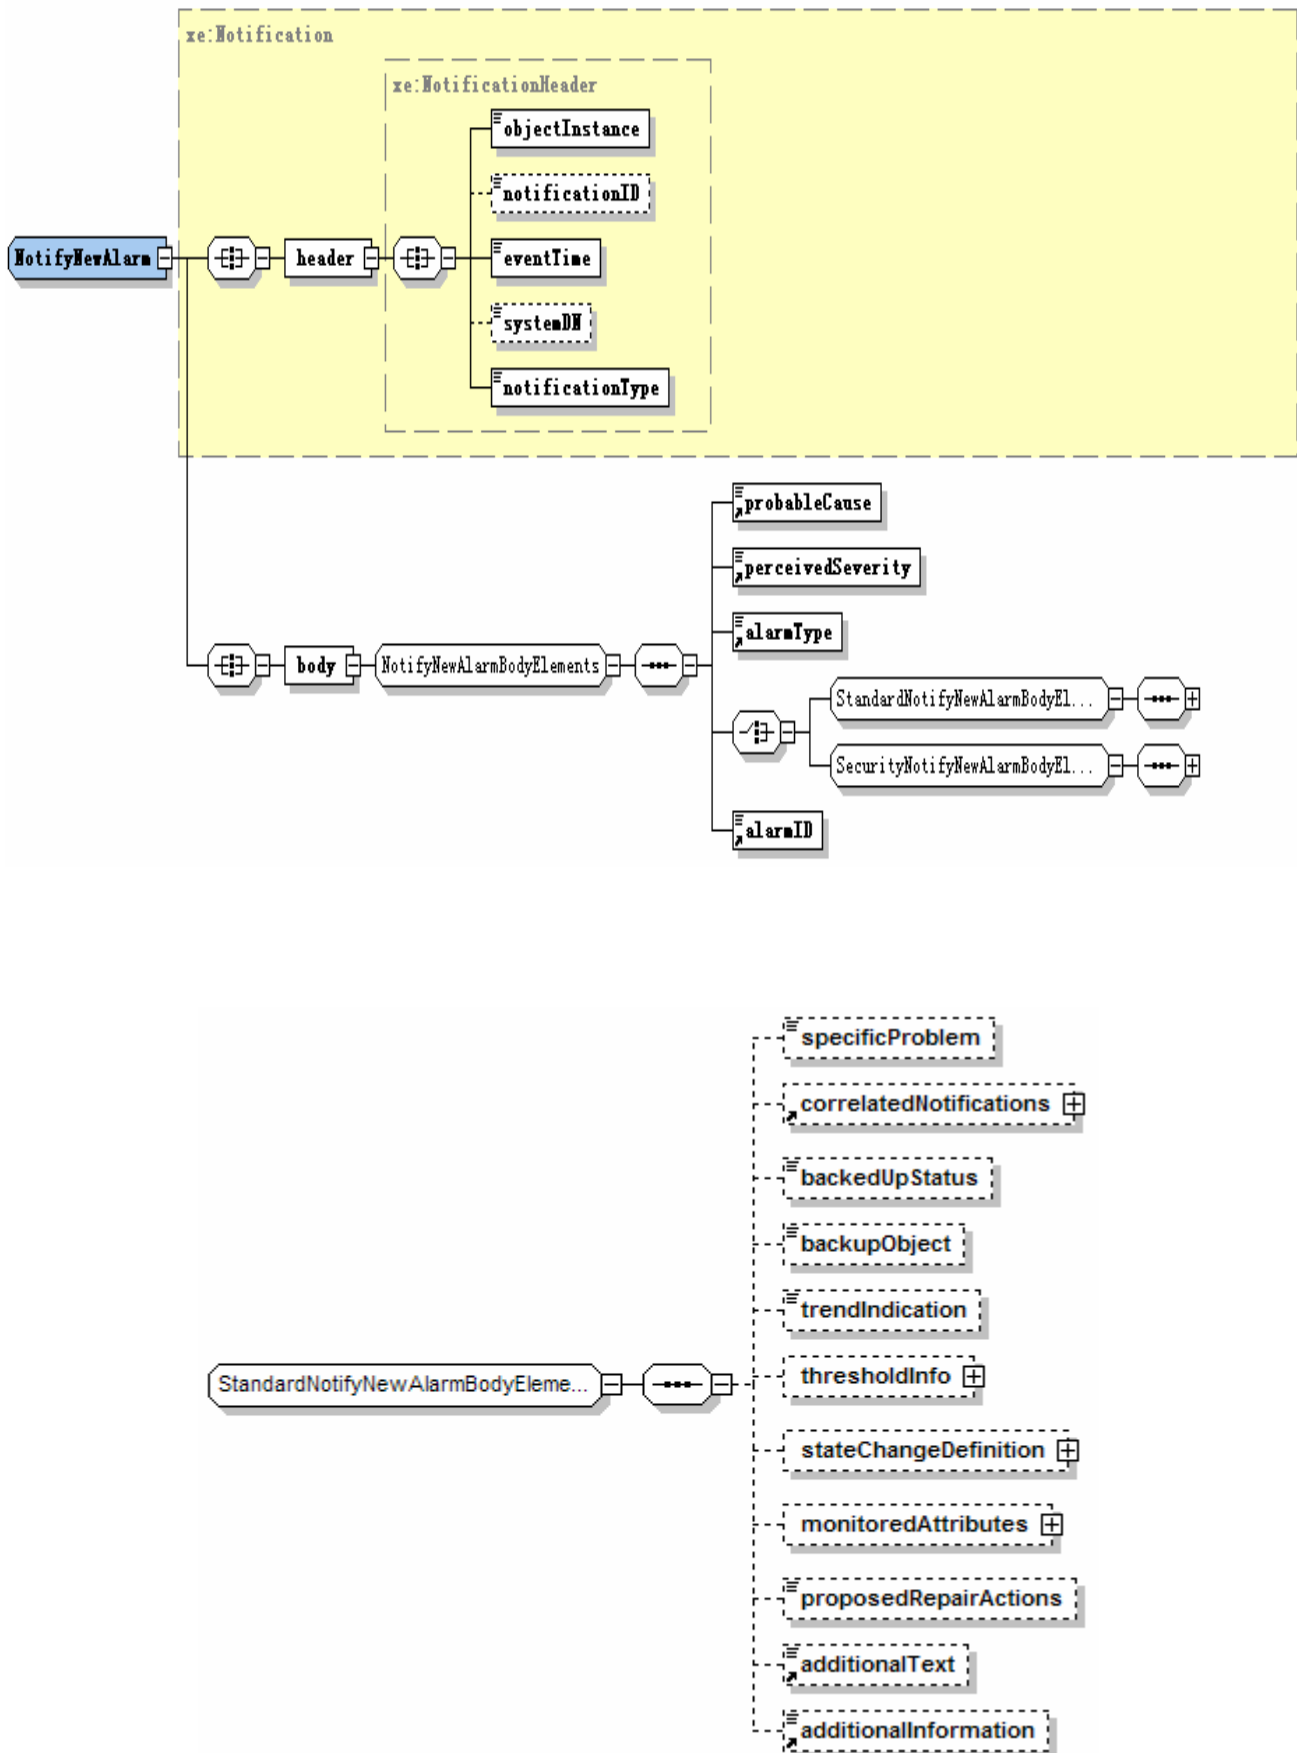 xe:Notification
xe:NotificationHeader
objectInstance
notificationID
NotifyNewAlarm
header
eventTime
systemDN
notificationType
probableCause
perceivedSeverity
alarmType
body
NotifyNewAlarmBodyElements
StandardNotifyNewAlarmBodyEl...
SecurityNotifyNewAlarmBodyEl...
alarmID
specificProblem
correlatedNotifications
backedUpStatus
backupObject
trendIndication
StandardNotifyNewAlarmBodyEleme...
thresholdInfo
stateChangeDefinition
monitoredAttributes
proposedRepairActions
additionalText
additionalInformation